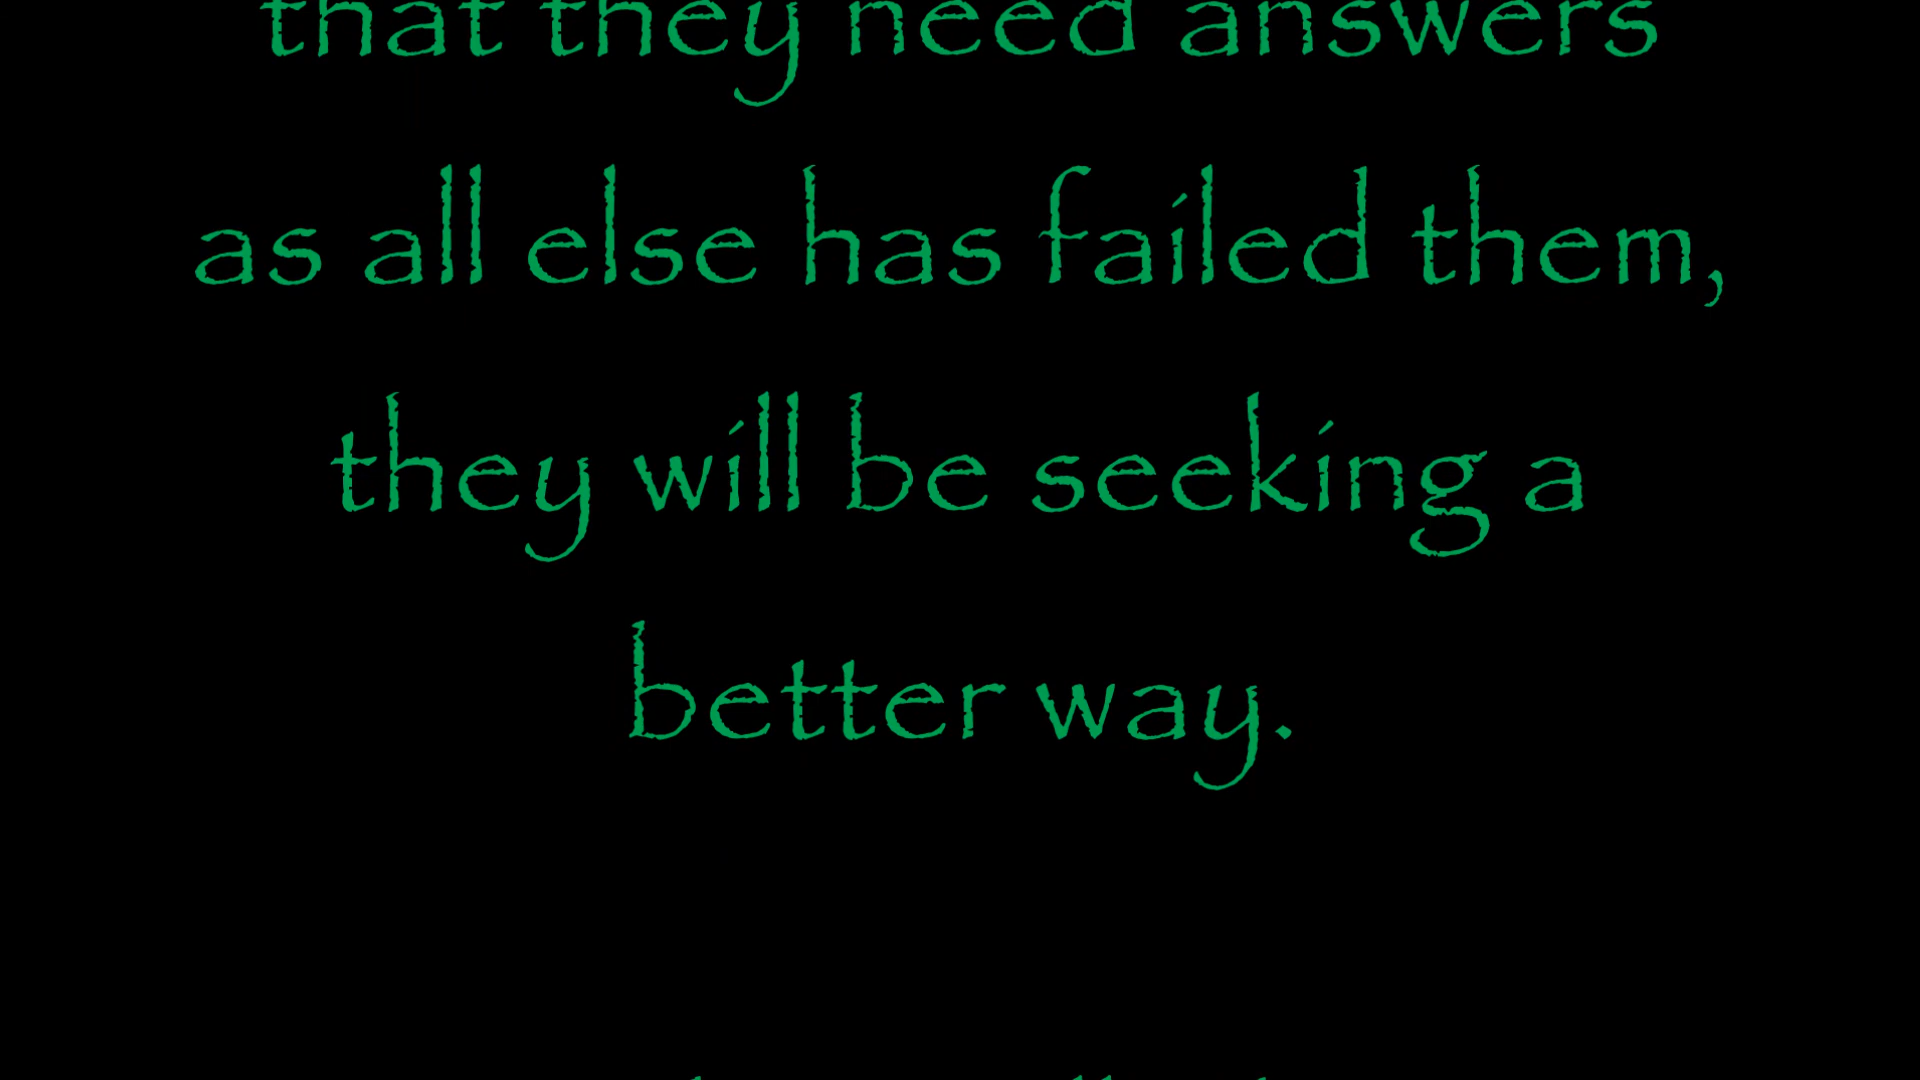 that they need answers
as all else has failed them,
they will be seeking a
better way.